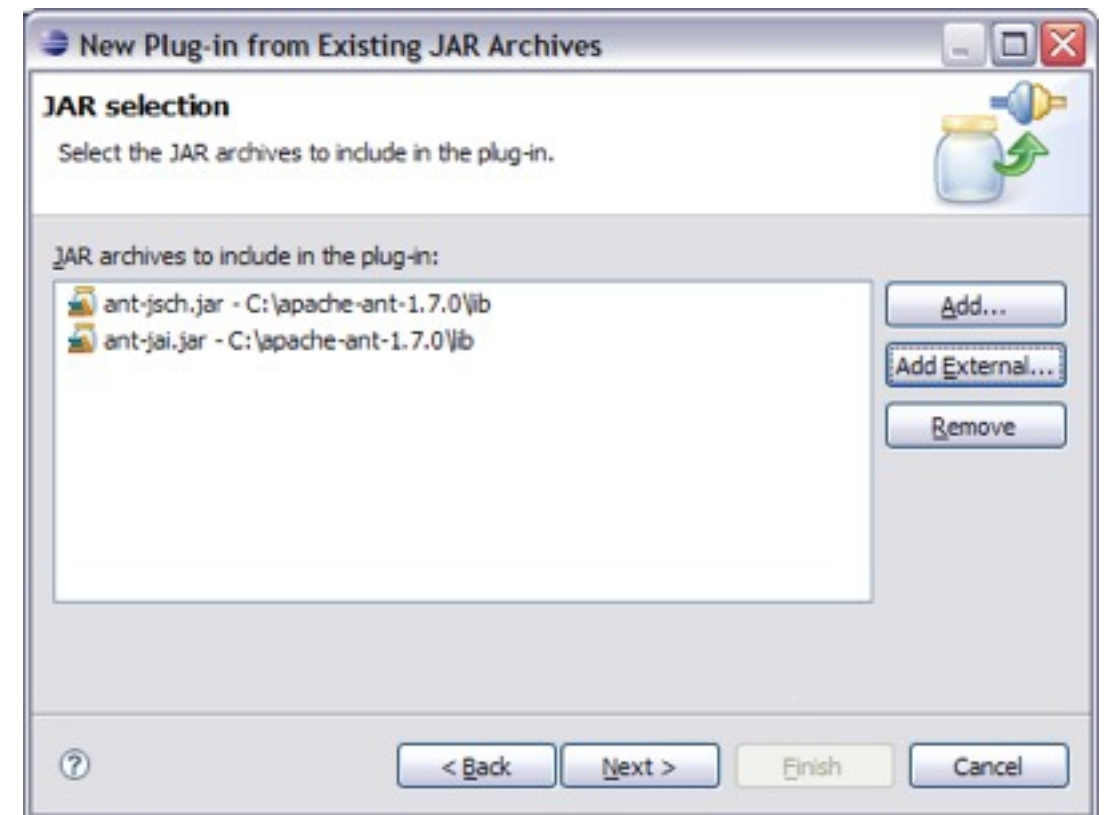 New Plug-in from Existing JAR Archives
JAR selection
Select the JAR archives to include in the plug-in.
JAR archives to include in the plug-in:
ant-jsch.jar - C:\apache-ant-1.7.0\lib
ant-jai.jar - C:\apache-ant-1.7.0\lib
Add...
Add External...
Remove
?
< Back
Next >
Finish
Cancel